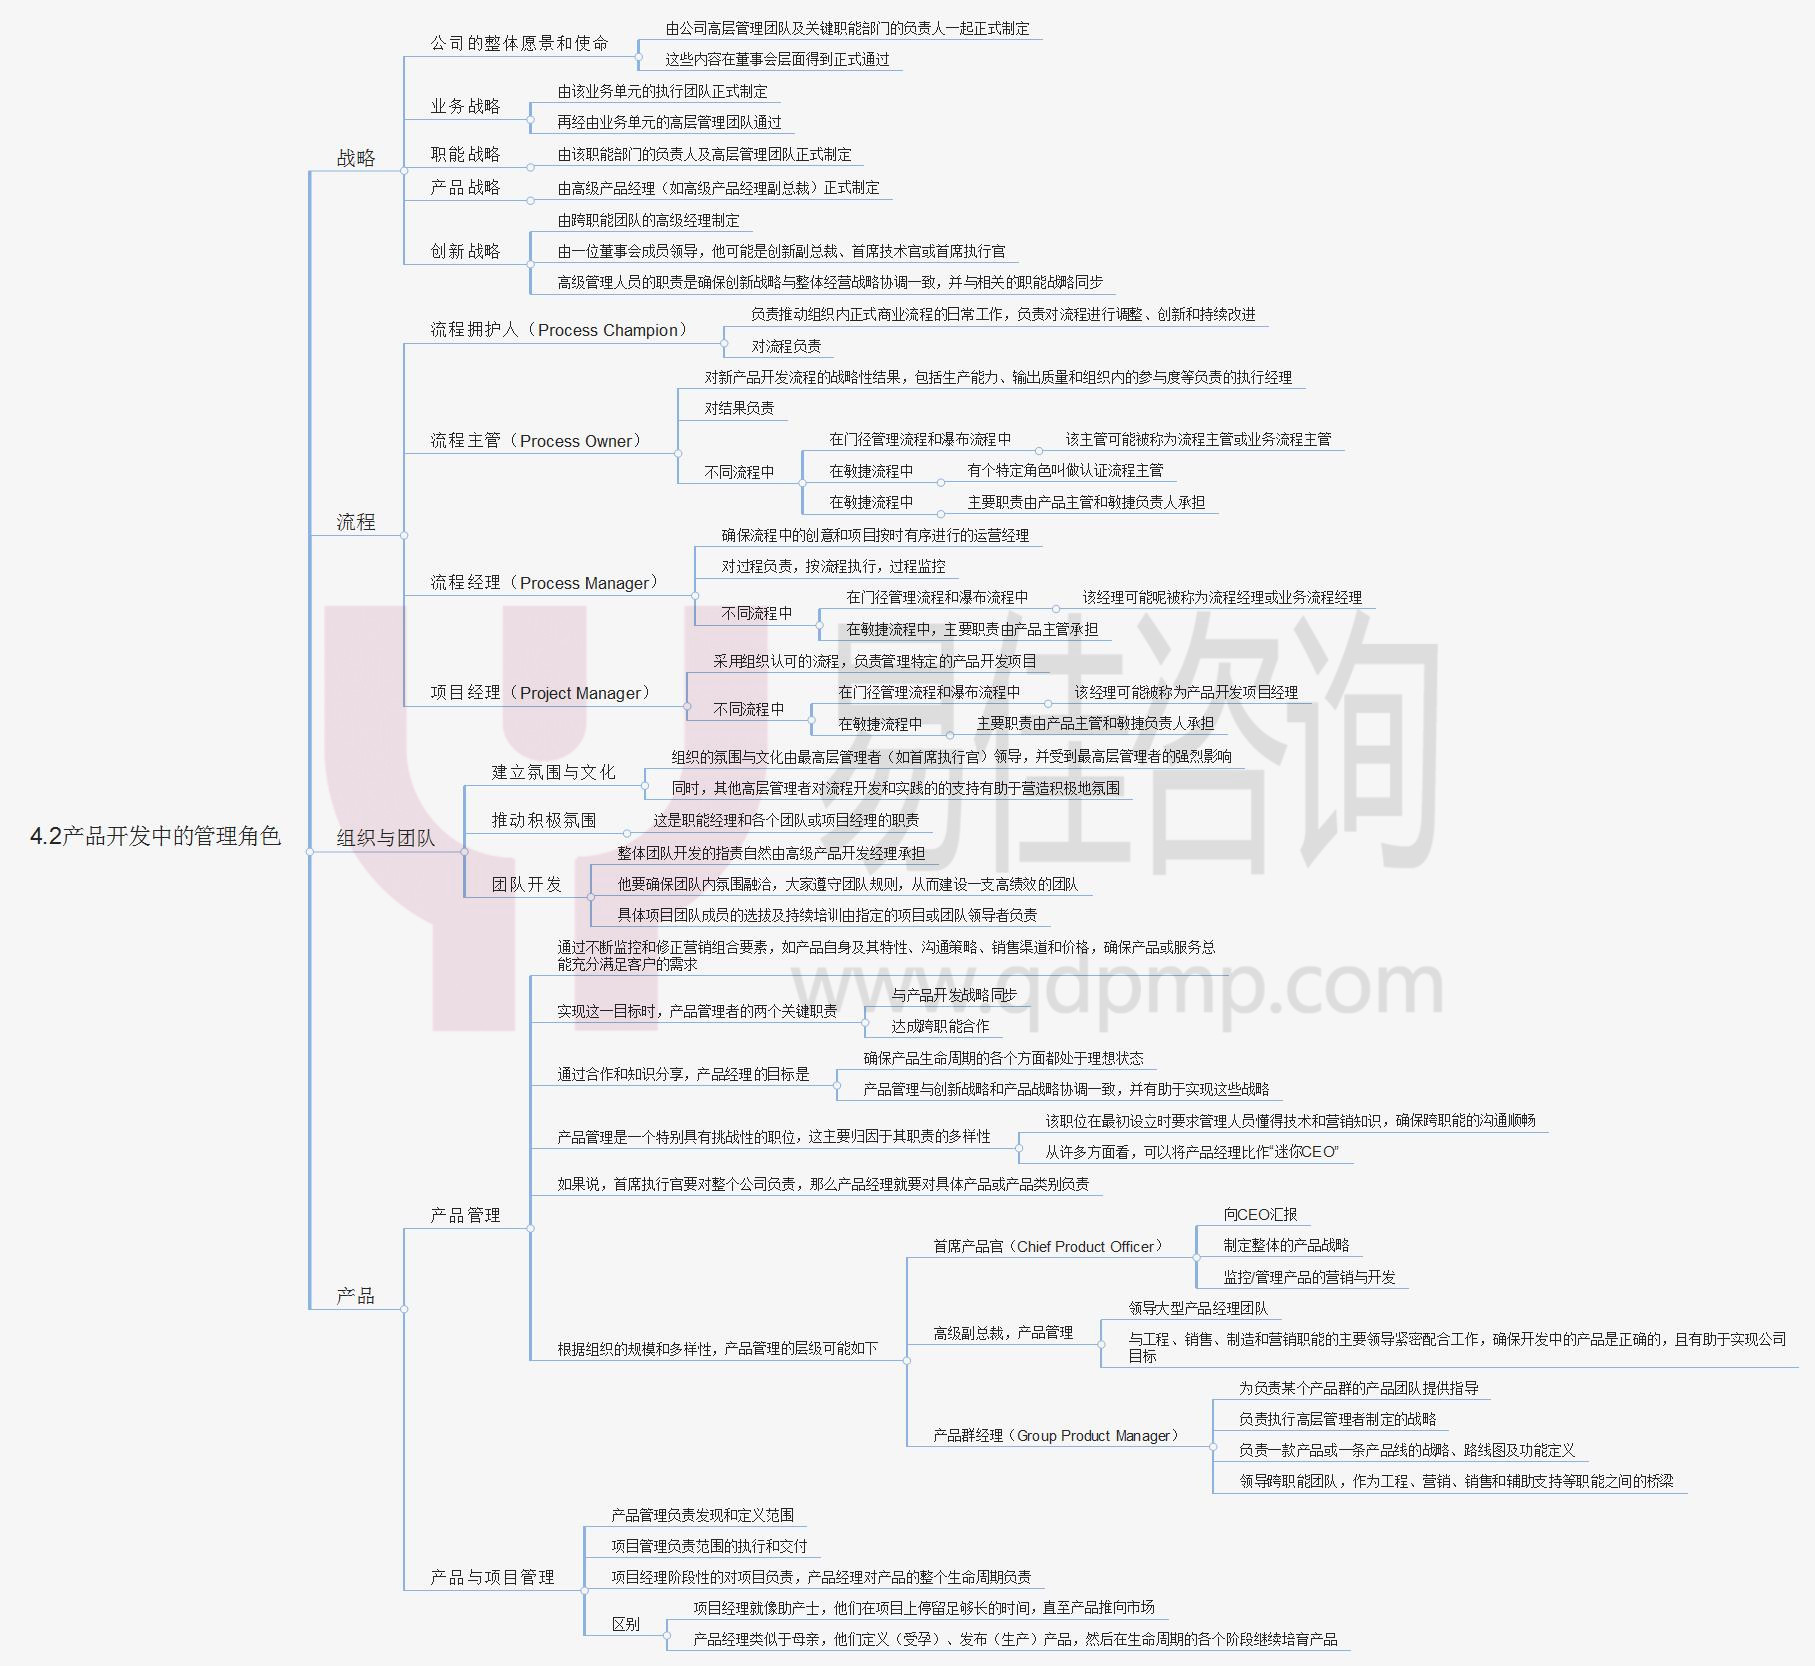 4.2产品开发中的管理角色
战略
公司的整体愿景和使命
由公司高层管理团队及关键职能部门的负责人一起正式制定
这些内容在董事会层面得到正式通过
业务战略
由该业务单元的执行团队正式制定
再经由业务单元的高层管理团队通过
职能战略
由该职能部门的负责人及高层管理团队正式制定
产品战略
由高级产品经理（如高级产品经理副总裁）正式制定
创新战略
由跨职能团队的高级经理制定
由一位董事会成员领导，他可能是创新副总裁、首席技术官或首席执行官
高级管理人员的职责是确保创新战略与整体经营战略协调一致，并与相关的职能战略同步
流程
流程拥护人（Process Champion）
负责推动组织内正式商业流程的日常工作，负责对流程进行调整、创新和持续改进
对流程负责
流程主管（Process Owner）
对新产品开发流程的战略性结果，包括生产能力、输出质量和组织内的参与度等负责的执行经理
对结果负责
不同流程中
在门径管理流程和瀑布流程中
该主管可能被称为流程主管或业务流程主管
在敏捷流程中
有个特定角色叫做认证流程主管
在敏捷流程中
主要职责由产品主管和敏捷负责人承担
流程经理（Process Manager）
确保流程中的创意和项目按时有序进行的运营经理
对过程负责，按流程执行，过程监控
不同流程中
在门径管理流程和瀑布流程中
该经理可能呢被称为流程经理或业务流程经理
在敏捷流程中，主要职责由产品主管承担
项目经理（Project Manager）
采用组织认可的流程，负责管理特定的产品开发项目
不同流程中
在门径管理流程和瀑布流程中
该经理可能被称为产品开发项目经理
在敏捷流程中
主要职责由产品主管和敏捷负责人承担
组织与团队
建立氛围与文化
组织的氛围与文化由最高层管理者（如首席执行官）领导，并受到最高层管理者的强烈影响
同时，其他高层管理者对流程开发和实践的的支持有助于营造积极地氛围
推动积极氛围
这是职能经理和各个团队或项目经理的职责
团队开发
整体团队开发的指责自然由高级产品开发经理承担
他要确保团队内氛围融洽，大家遵守团队规则，从而建设一支高绩效的团队
具体项目团队成员的选拔及持续培训由指定的项目或团队领导者负责
产品
产品管理
通过不断监控和修正营销组合要素，如产品自身及其特性、沟通策略、销售渠道和价格，确保产品或服务总
能充分满足客户的需求
实现这一目标时，产品管理者的两个关键职责
与产品开发战略同步
达成跨职能合作
通过合作和知识分享，产品经理的目标是
确保产品生命周期的各个方面都处于理想状态
产品管理与创新战略和产品战略协调一致，并有助于实现这些战略
产品管理是一个特别具有挑战性的职位，这主要归因于其职责的多样性
该职位在最初设立时要求管理人员懂得技术和营销知识，确保跨职能的沟通顺畅
从许多方面看，可以将产品经理比作“迷你CEO”
如果说，首席执行官要对整个公司负责，那么产品经理就要对具体产品或产品类别负责
根据组织的规模和多样性，产品管理的层级可能如下
首席产品官（Chief Product Officer）
向CEO汇报
制定整体的产品战略
监控/管理产品的营销与开发
高级副总裁，产品管理
领导大型产品经理团队
与工程、销售、制造和营销职能的主要领导紧密配合工作，确保开发中的产品是正确的，且有助于实现公司
目标
产品群经理（Group Product Manager）
为负责某个产品群的产品团队提供指导
负责执行高层管理者制定的战略
负责一款产品或一条产品线的战略、路线图及功能定义
领导跨职能团队，作为工程、营销、销售和辅助支持等职能之间的桥梁
产品与项目管理
产品管理负责发现和定义范围
项目管理负责范围的执行和交付
项目经理阶段性的对项目负责，产品经理对产品的整个生命周期负责
区别
项目经理就像助产士，他们在项目上停留足够长的时间，直至产品推向市场
产品经理类似于母亲，他们定义（受孕）、发布（生产）产品，然后在生命周期的各个阶段继续培育产品
易佳咨询
www.qdpmp.com